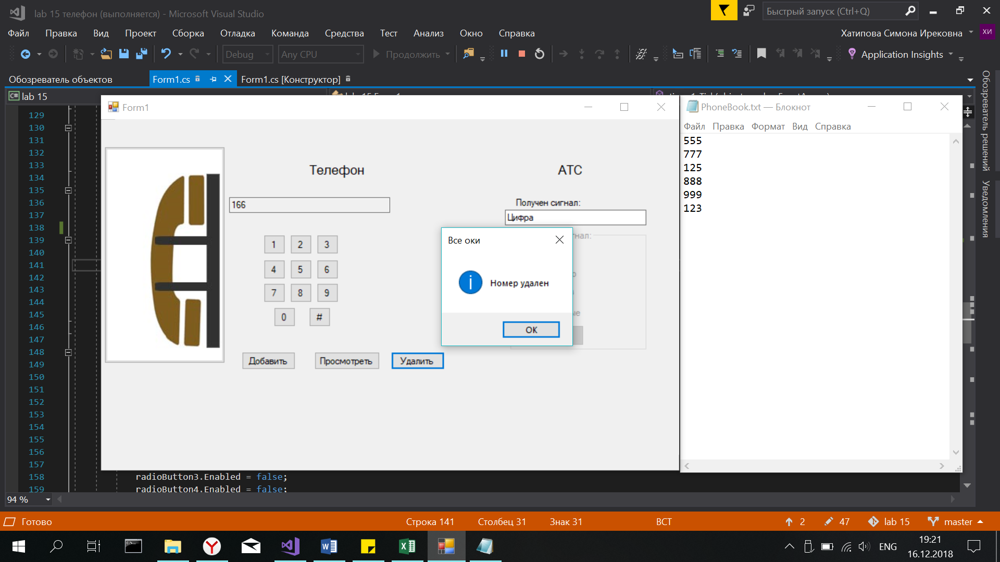 lab 15 телефон (выполняется) - Microsoft Visual Studio
Быстрый запуск (Ctrl+Q)
Файл Правка Вид Проект Сборка Отладка Команда Средства Тест Анализ Окно Справка
Хатипова Симона Ирековна
ХИ
Debug
Any CPU
Продолжить
Application Insights
Обозреватель объектов
Form1.cs
Form1.cs [Конструктор]
C# lab 15
Обозреватель решений
Уведомления
129
130
131
132
133
134
135
136
137
138
139
140
141
142
143
144
145
146
147
148
149
150
151
152
153
154
155
156
157
158 radioButton3.Enabled = false;
159 radioButton4.Enabled = false;
Form1
Телефон
АТС
166
Получен сигнал:
Цифра
гнал:
1 2 3
4 5 6
7 8 9
0 #
Добавить Просмотреть Удалить
Все оки
Номер удален
ОК
ые
PhoneBook.txt — Блокнот
Файл Правка Формат Вид Справка
555
777
125
888
999
123
94 %
Готово
Строка 141
Столбец 31
Знак 31
ВСТ
2
47
lab 15
master
ENG
19:21
16.12.2018